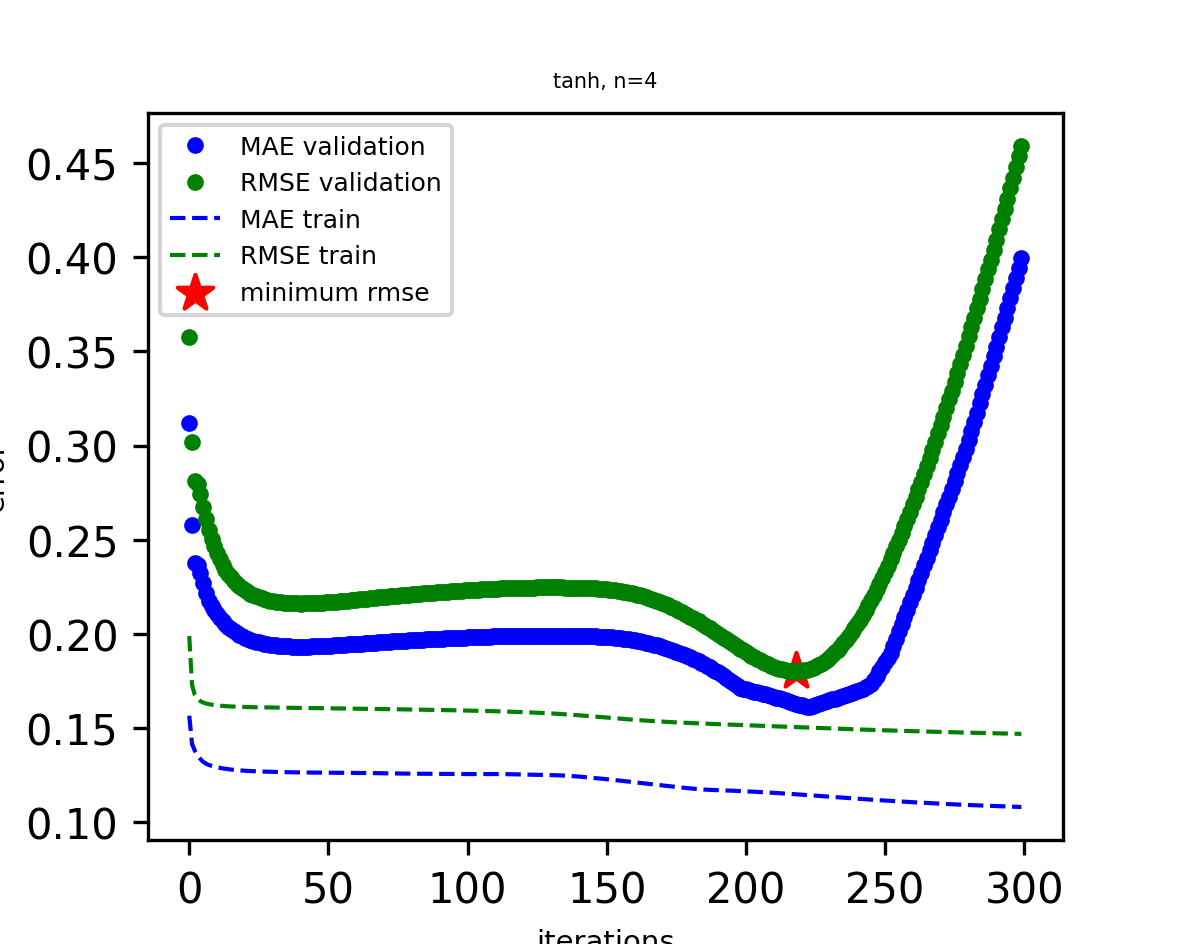 tanh, n=4
MAE validation
RMSE validation
MAE train
RMSE train
minimum rmse
0.45
0.40
0.35
0.30
0.25
0.20
0.15
0.10
0 50 100 150 200 250 300
iterations